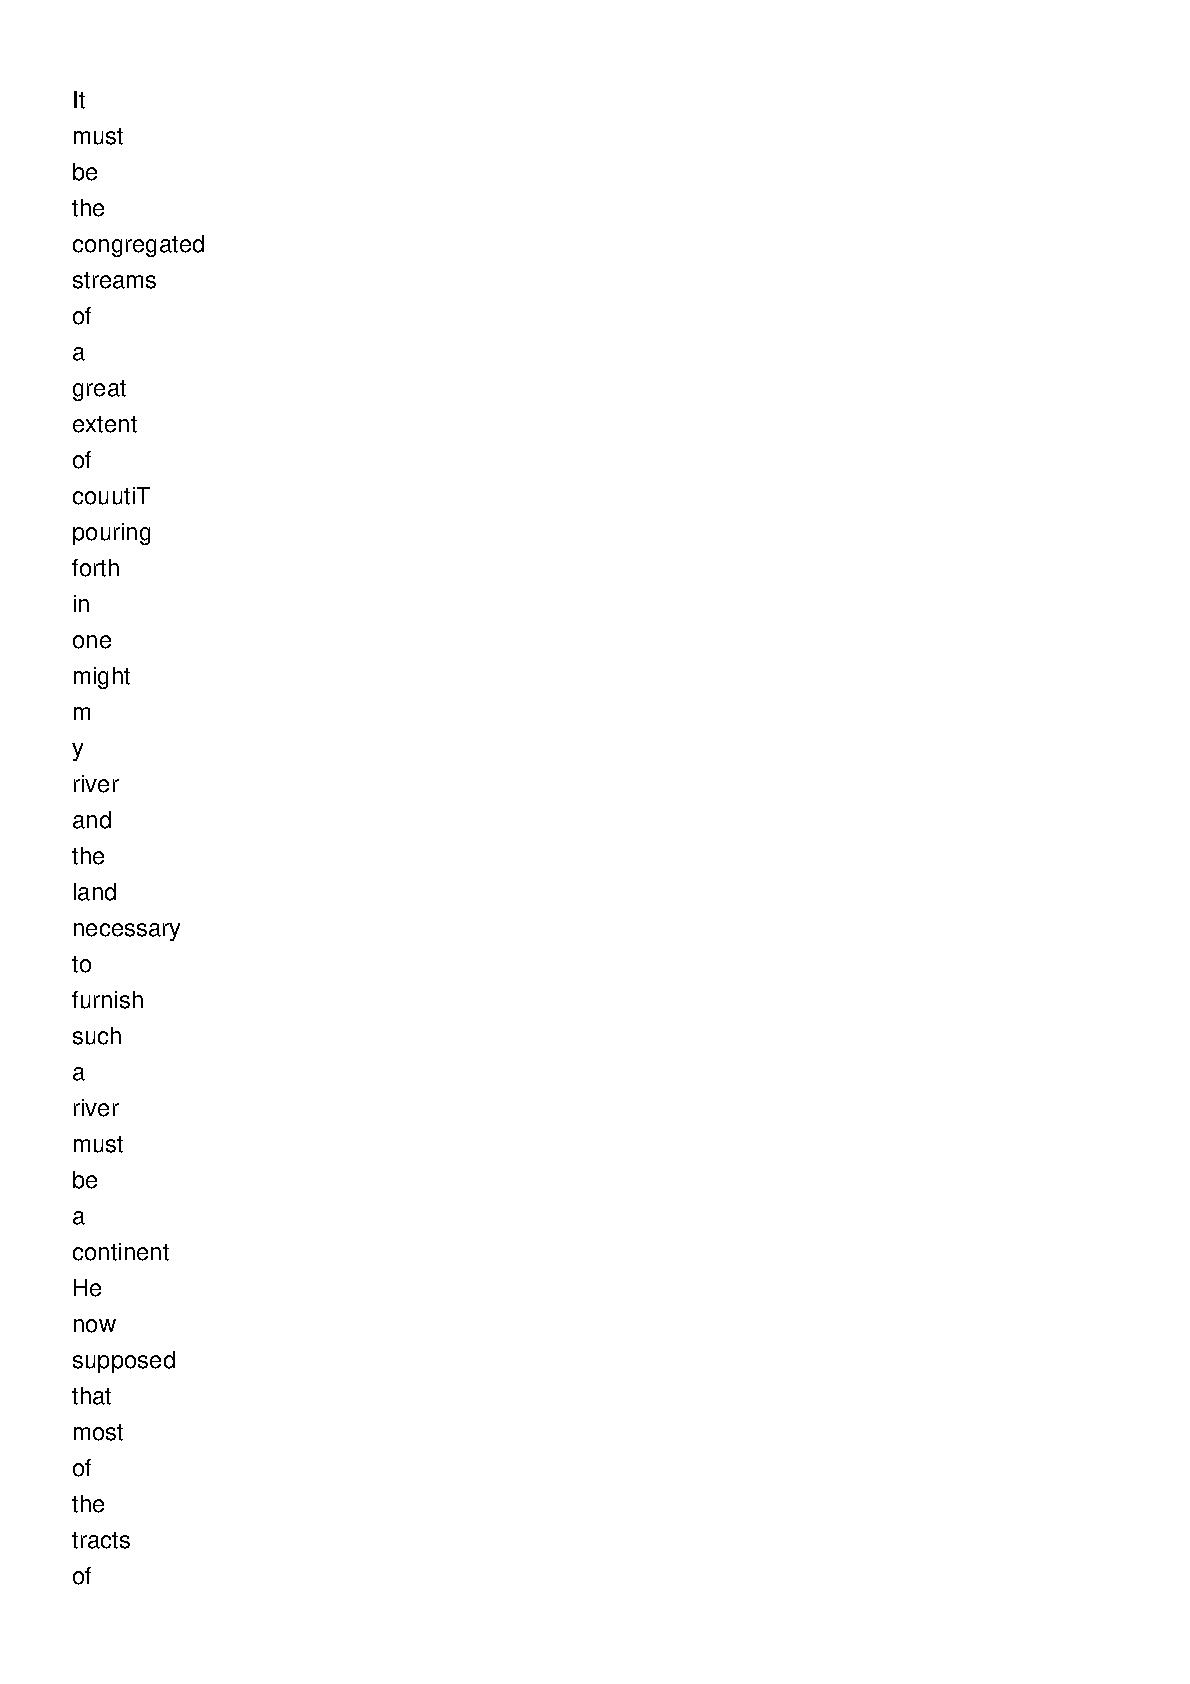 It
must
be
the
congregated
streams
of
a
great
extent
of
couutiT
pouring
forth
in
one
might
m
y
river
and
the
land
necessary
to
furnish
such
a
river
must
be
a
continent
He
now
supposed
that
most
of
the
tracts
of